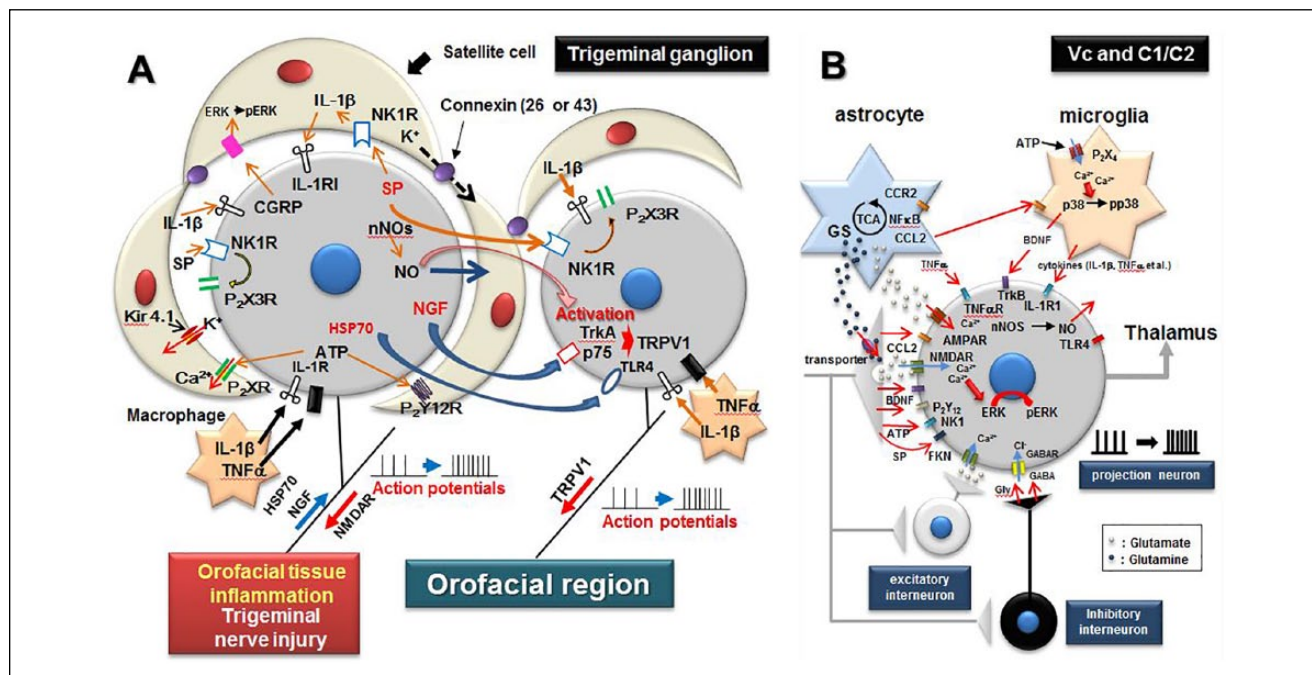 A
Satellite cell
Trigeminal ganglion
Connexin (26 or 43)
ERK
pERK
IL-1β
NK1R
K⁺
IL-1RI
CGRP
SP
IL-1β
SP
NK1R
P₂X3R
nNOs
NO
NGF
HSP70
Kir 4.1
K⁺
ATP
IL-1R
Ca²⁺
P₂XR
P₂Y12R
Macrophage
IL-1β
TNFα
IL-1β
P₂X3R
NK1R
Activation
TrkA
p75
TRPV1
TLR4
TNFα
IL-1β
HSP70
NGF
NMDAR
Action potentials
TRPV1
Action potentials
Orofacial tissue
inflammation
Trigeminal
nerve injury
Orofacial region
B
Vc and C1/C2
astrocyte
microglia
ATP
P₂X₄
Ca²⁺
Ca²⁺
p38
pp38
CCR2
TCA
NFκB
GS
CCL2
BDNF
TNFα
cytokines (IL-1β, TNFα et al.)
TrkB
IL-1R1
TNFαR
Ca²⁺
nNOS
NO
AMPAR
TLR4
Thalamus
transporter
CCL2
NMDAR
Ca²⁺
Ca²⁺
BDNF
P₂Y₁₂
ERK
pERK
NK1
ATP
SP
FKN
Ca²⁺
Cl⁻
GABAR
Gly
GABA
projection neuron
: Glutamate
: Glutamine
excitatory
interneuron
Inhibitory
interneuron